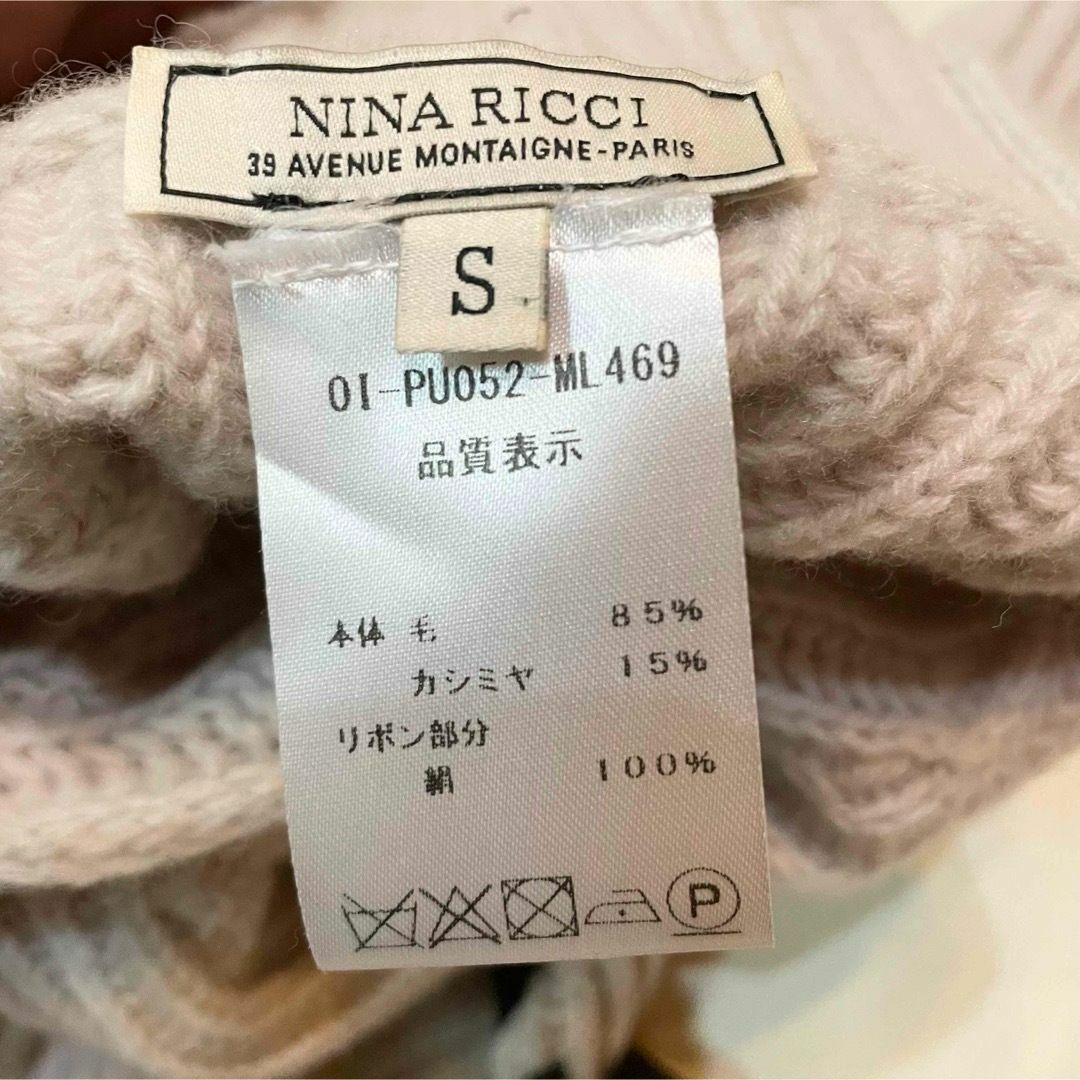 NINA RICCI
39 AVENUE MONTAIGNE-PARIS
S
01-PU052-ML469
品質表示
本体 毛 85%
カシミヤ 15%
リボン部分
絹 100%
P